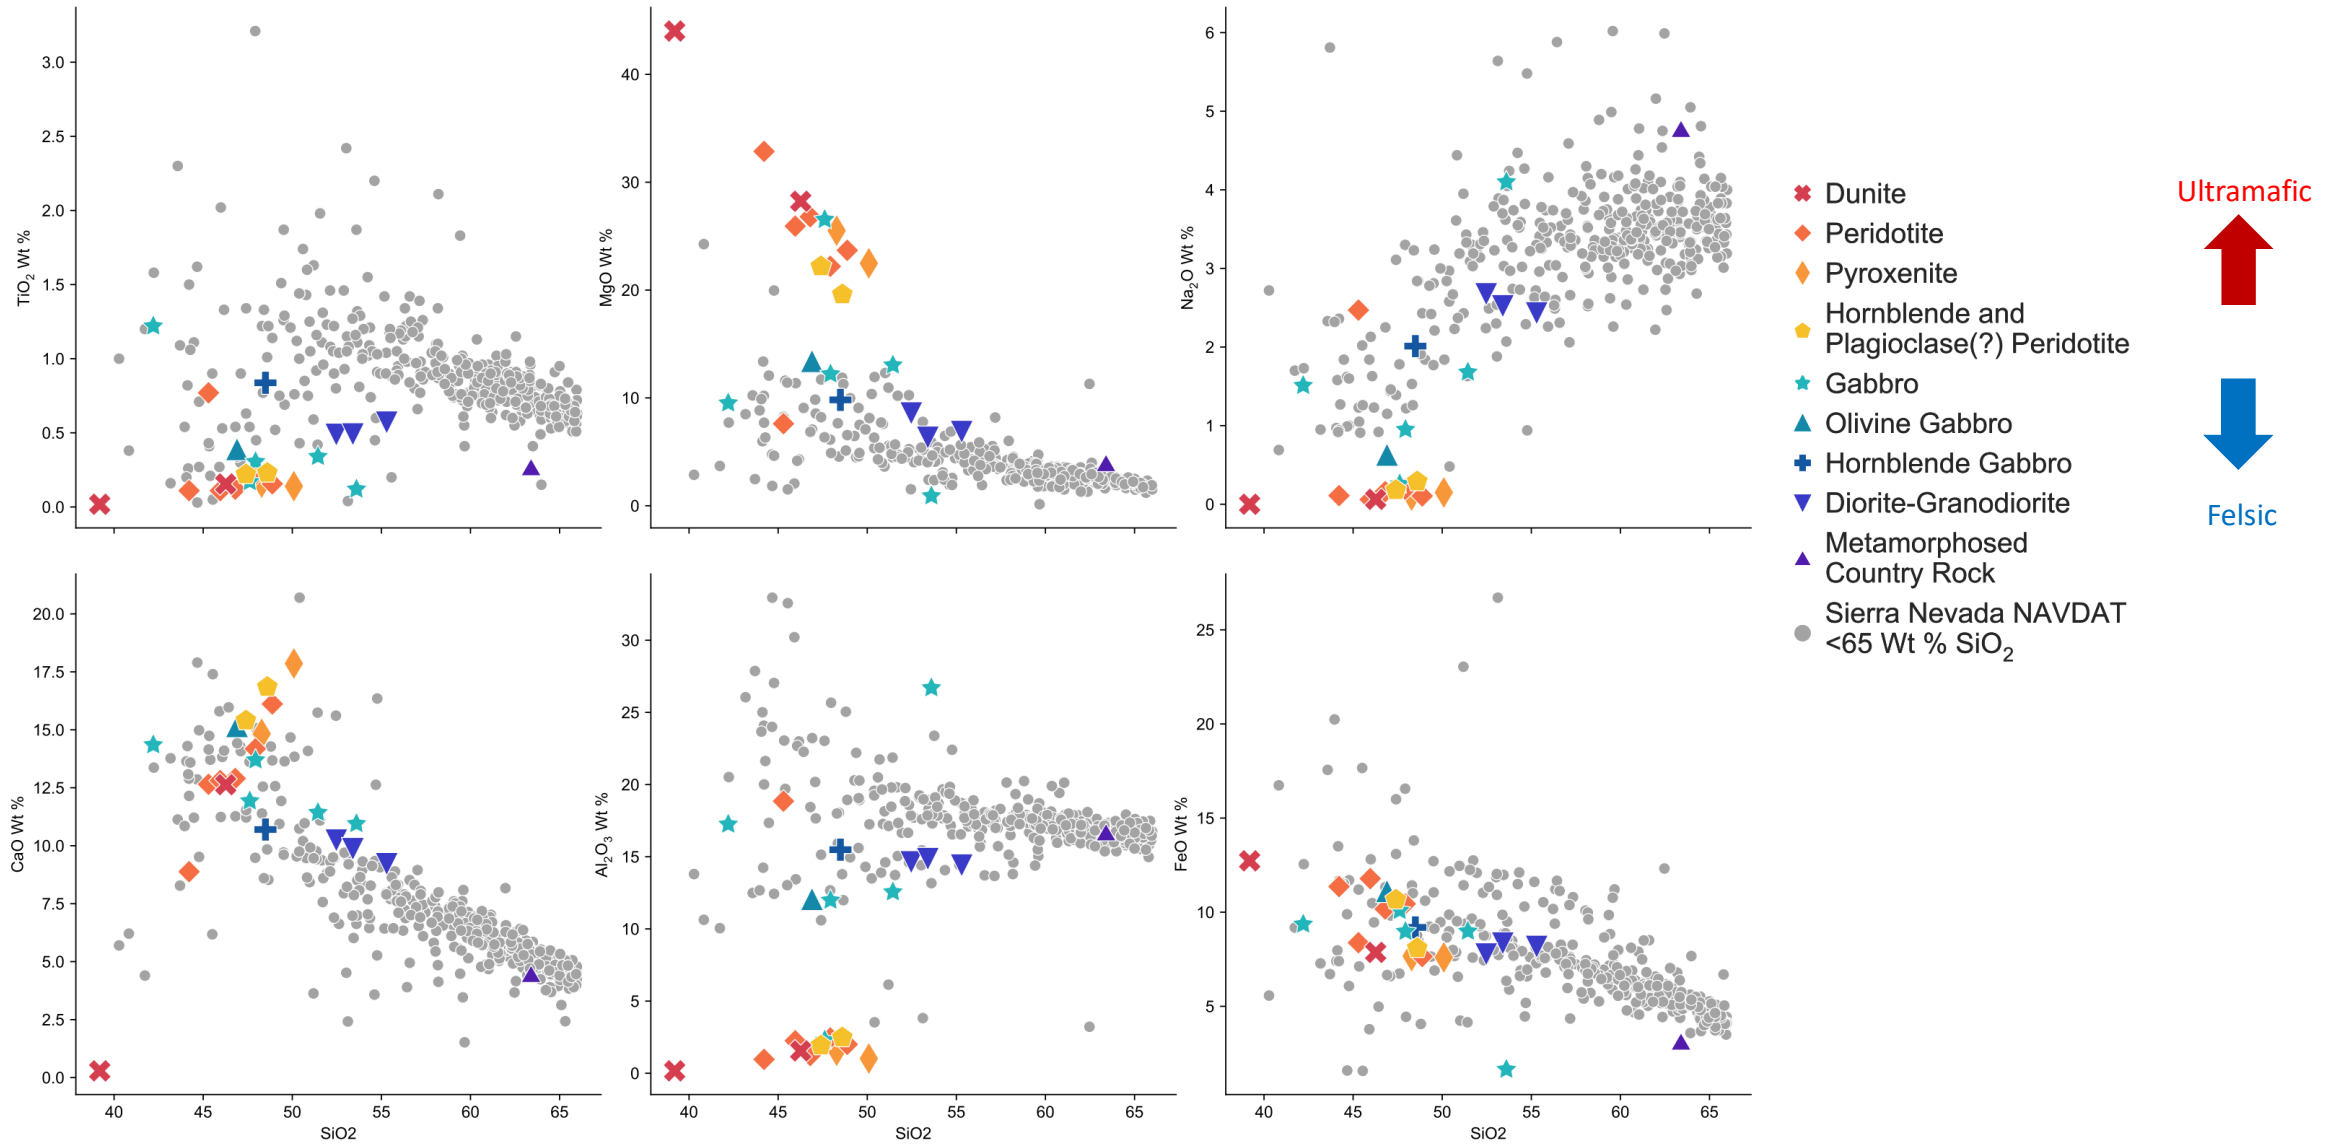 TiO2 Wt %
3.0
2.5
2.0
1.5
1.0
0.5
0.0
MgO Wt %
40
30
20
10
0
Na2O Wt %
6
5
4
3
2
1
0
CaO Wt %
20.0
17.5
15.0
12.5
10.0
7.5
5.0
2.5
0.0
40 45 50 55 60 65
SiO2
Al2O3 Wt %
30
25
20
15
10
5
0
40 45 50 55 60 65
SiO2
FeO Wt %
25
20
15
10
5
40 45 50 55 60 65
SiO2
Dunite
Peridotite
Pyroxenite
Hornblende and
Plagioclase(?) Peridotite
Gabbro
Olivine Gabbro
Hornblende Gabbro
Diorite-Granodiorite
Metamorphosed
Country Rock
Sierra Nevada NAVDAT
<65 Wt % SiO2
Ultramafic
Felsic